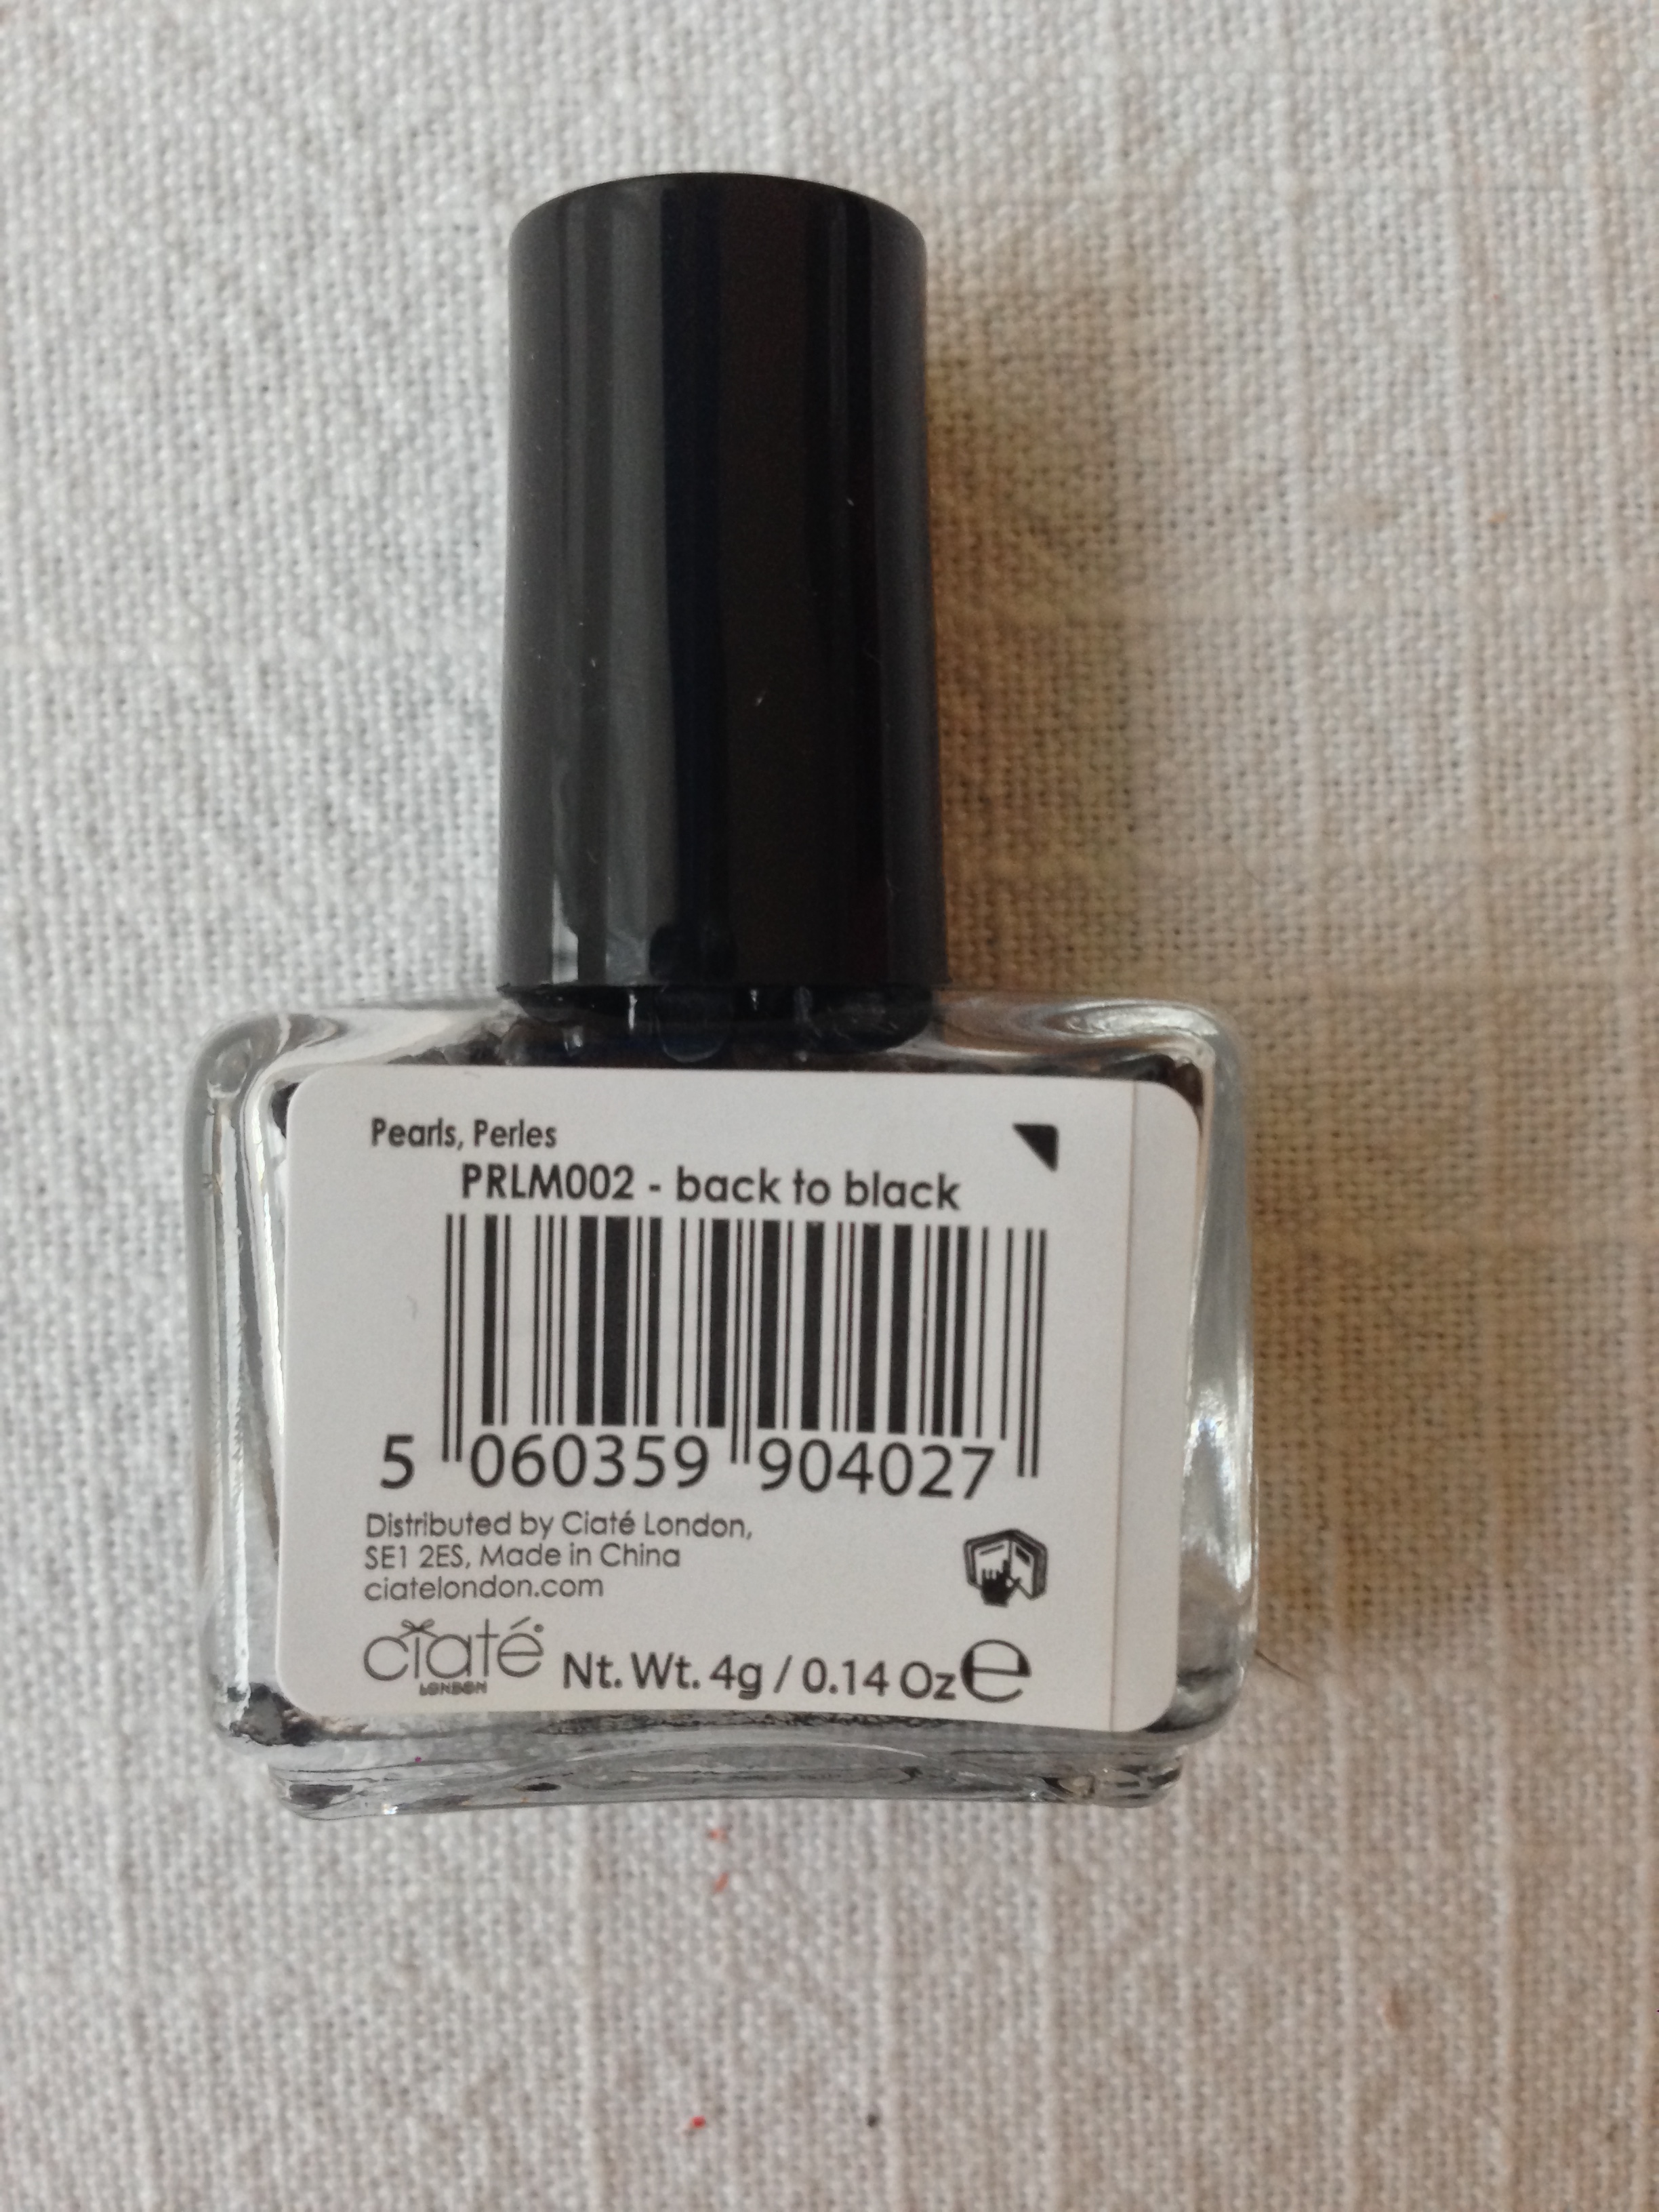 Pearls, Perles
PRLM002 - back to black
5 060359 904027
Distributed by Ciaté London,
SE1 2ES, Made in China
ciatelondon.com
ciaté
LONDON
Nt. Wt. 4g / 0.14 Oz e